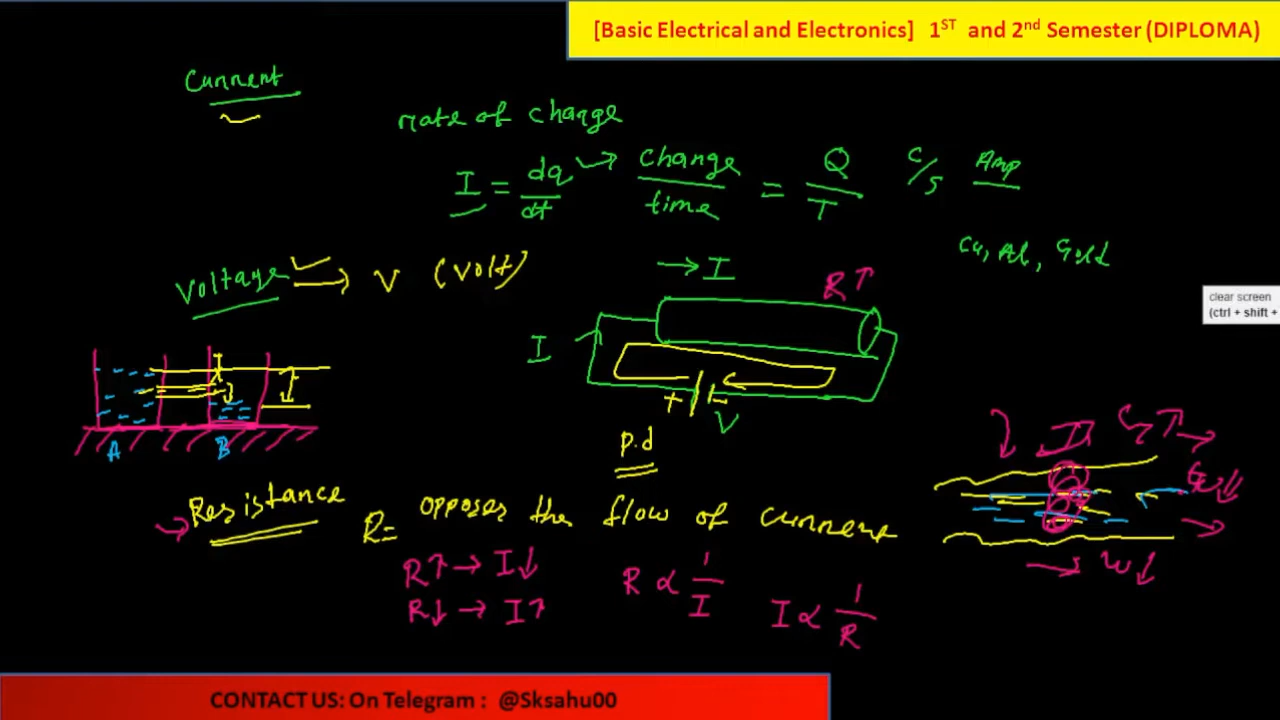 [Basic Electrical and Electronics] 1ST and 2nd Semester (DIPLOMA)
Current
rate of change
I = dq/dt → change/time = Q/T C/S Amp
Cu, Al, Gold
Voltage → V (Volt)
→ I R↑
clear screen
(ctrl + shift +
I
+ -
V
A B
p.d
Resistance
R= opposes the flow of current
R↑ → I↓
R ∝ 1/I
I ∝ 1/R
R↓ → I↑
w↓
CONTACT US: On Telegram : @Sksahu00